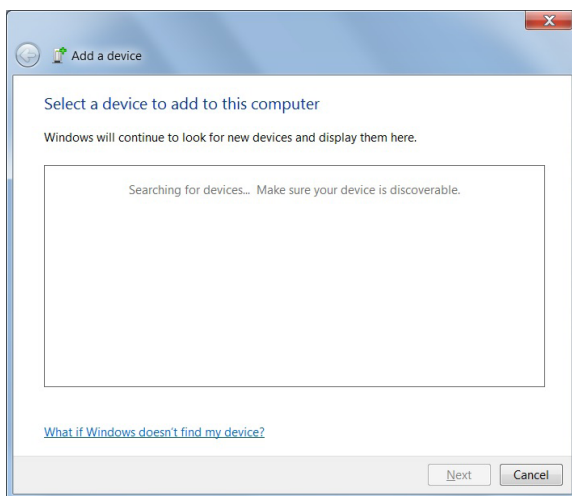 Add a device
Select a device to add to this computer
Windows will continue to look for new devices and display them here.
Searching for devices... Make sure your device is discoverable.
What if Windows doesn't find my device?
Next Cancel